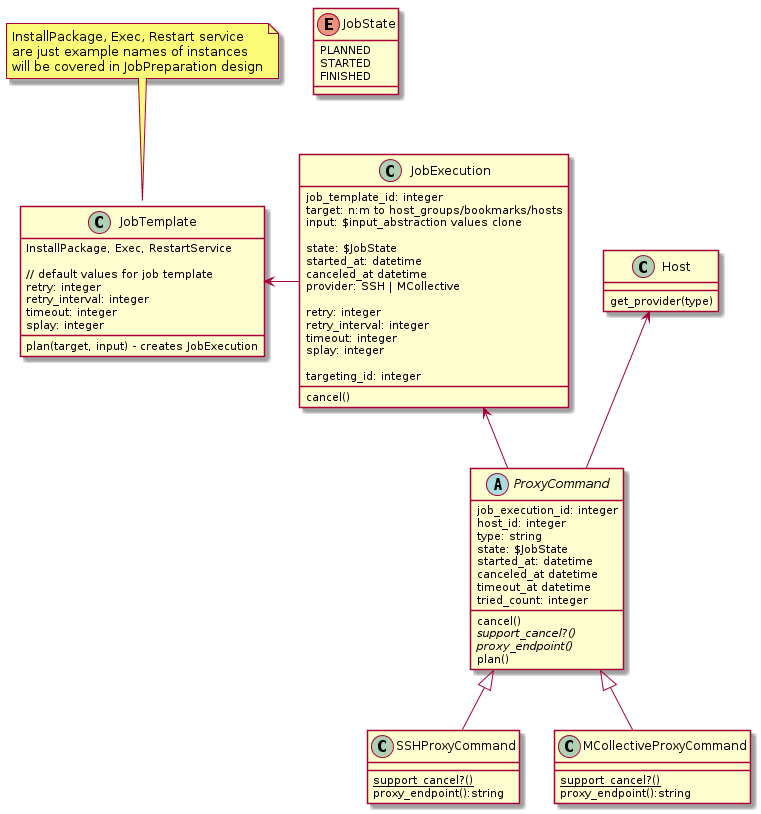 InstallPackage, Exec, Restart service
are just example names of instances
will be covered in JobPreparation design
E JobState
PLANNED
STARTED
FINISHED
C JobTemplate
InstallPackage, Exec, RestartService
// default values for job template
retry: integer
retry_interval: integer
timeout: integer
splay: integer
plan(target, input) - creates JobExecution
C JobExecution
job_template_id: integer
target: n:m to host_groups/bookmarks/hosts
input: $input_abstraction values clone
state: $JobState
started_at: datetime
canceled_at datetime
provider: SSH | MCollective
retry: integer
retry_interval: integer
timeout: integer
splay: integer
targeting_id: integer
cancel()
C Host
get_provider(type)
A ProxyCommand
job_execution_id: integer
host_id: integer
type: string
state: $JobState
started_at: datetime
canceled_at datetime
timeout_at datetime
tried_count: integer
cancel()
support_cancel?()
proxy_endpoint()
plan()
C SSHProxyCommand
support_cancel?()
proxy_endpoint():string
C MCollectiveProxyCommand
support_cancel?()
proxy_endpoint():string